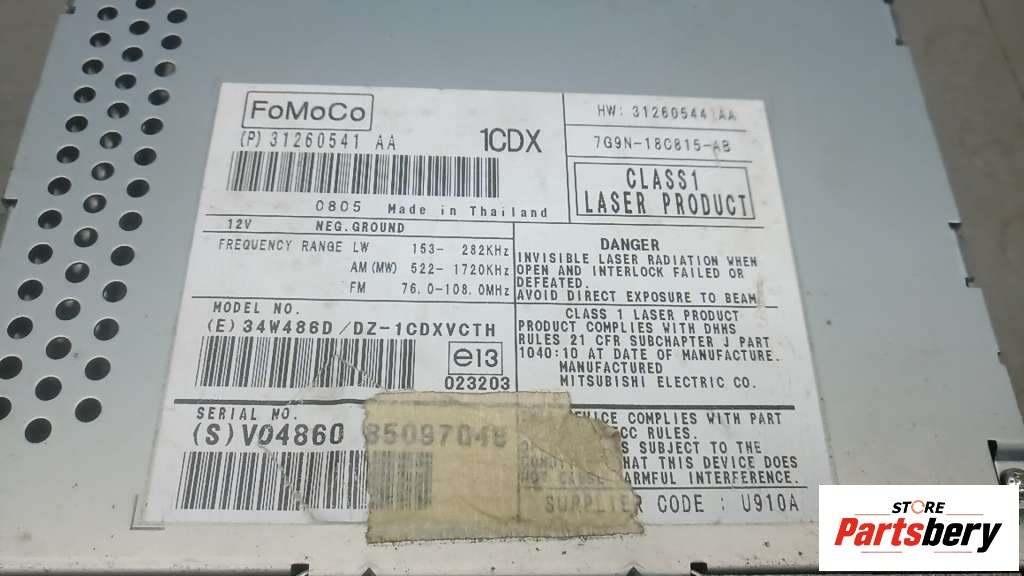 FoMoCo
(P) 31260541 AA 1CDX
0805 Made in Thailand
HW: 31260544 AA
7G9N-18C815-AB
CLASS1
LASER PRODUCT
12V NEG.GROUND
FREQUENCY RANGE LW 153- 282KHz
AM (MW) 522- 1720KHz
FM 76.0-108.0MHz
DANGER
INVISIBLE LASER RADIATION WHEN
OPEN AND INTERLOCK FAILED OR
DEFEATED.
AVOID DIRECT EXPOSURE TO BEAM
MODEL NO.
(E) 34W486D/DZ-1CDXVCTH
e13
023203
CLASS 1 LASER PRODUCT
PRODUCT COMPLIES WITH DHHS
RULES 21 CFR SUBCHAPTER J PART
1040:10 AT DATE OF MANUFACTURE.
MANUFACTURED
MITSUBISHI ELECTRIC CO.
SERIAL NO.
(S) V04860
COMPLIES WITH PART
RULES.
IS SUBJECT TO THE
THAT THIS DEVICE DOES
NOT CAUSE HARMFUL INTERFERENCE.
SUPPLIER CODE : U910A
STORE
Partsbery